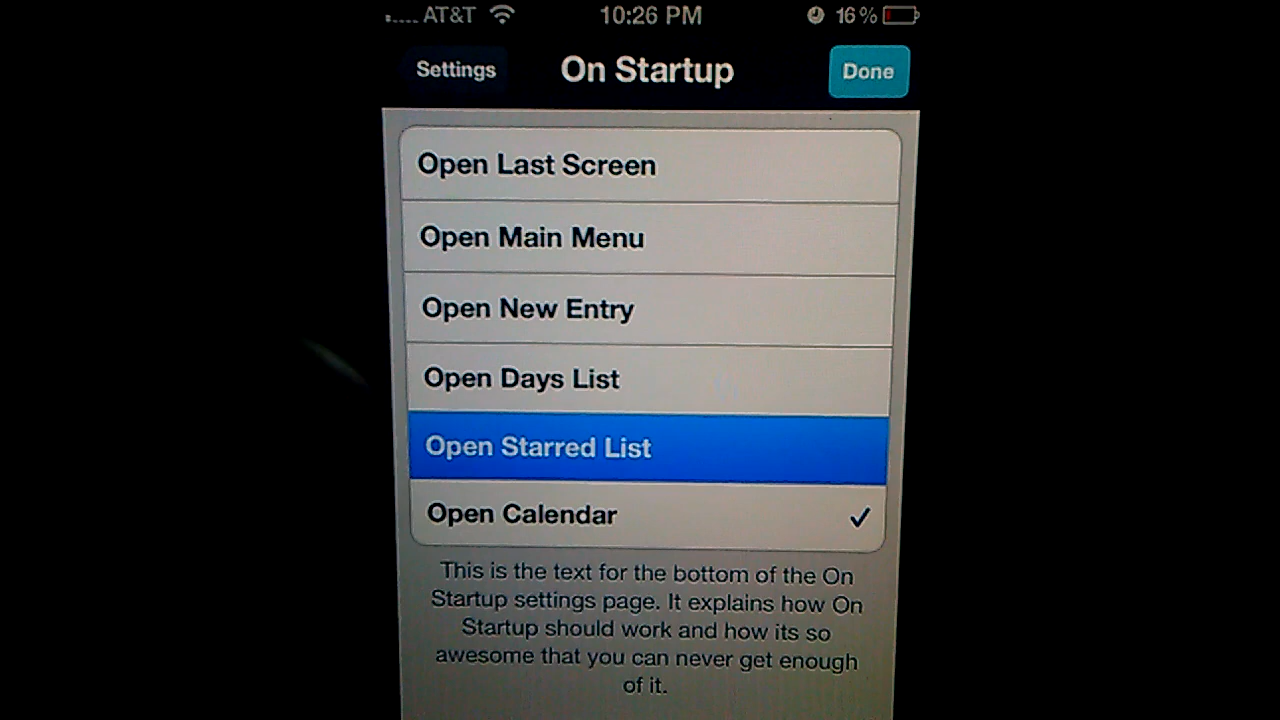 AT&T 10:26 PM 16%
Settings On Startup Done
Open Last Screen
Open Main Menu
Open New Entry
Open Days List
Open Starred List
Open Calendar
This is the text for the bottom of the On
Startup settings page. It explains how On
Startup should work and how its so
awesome that you can never get enough
of it.